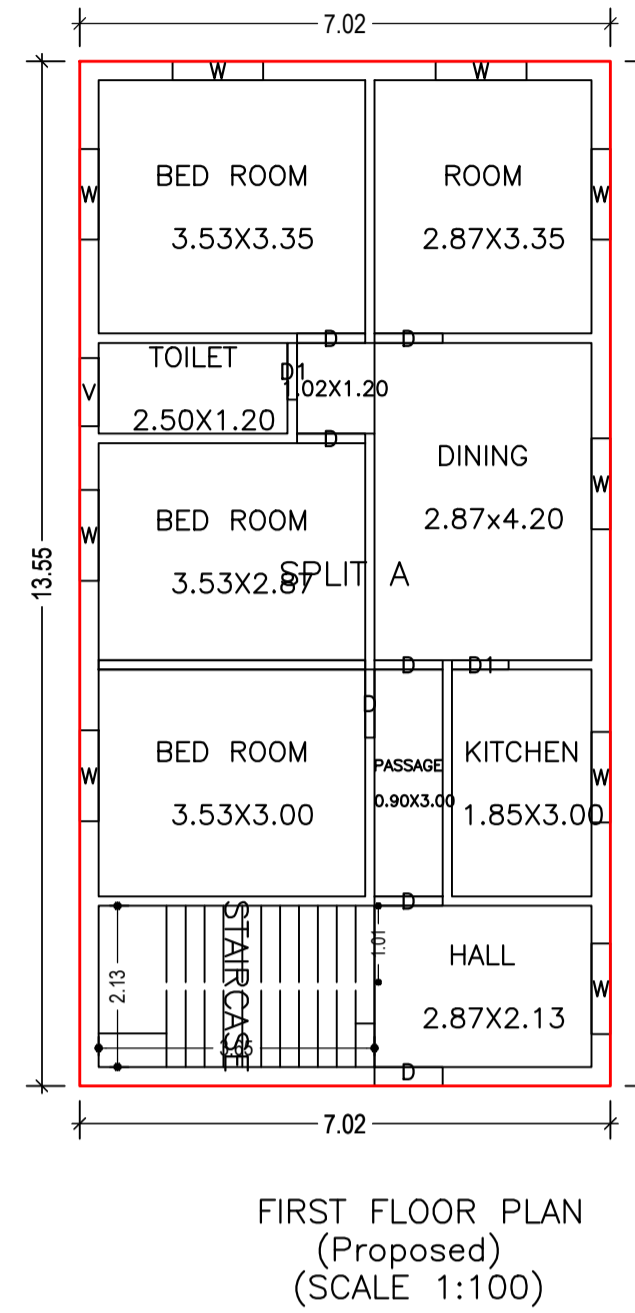 7.02
W W
BED ROOM
3.53X3.35
ROOM
2.87X3.35
W W
D D
TOILET
2.50X1.20
D1
1.02X1.20
V
D
DINING
2.87x4.20
W
BED ROOM
3.53X2.87
W
SPLIT A
13.55
D D1
D
BED ROOM
3.53X3.00
W
PASSAGE
0.90X3.00
KITCHEN
1.85X3.00
W
D
STAIRCASE
2.13
1.01
HALL
2.87X2.13
W
3.65
D
7.02
FIRST FLOOR PLAN
(Proposed)
(SCALE 1:100)